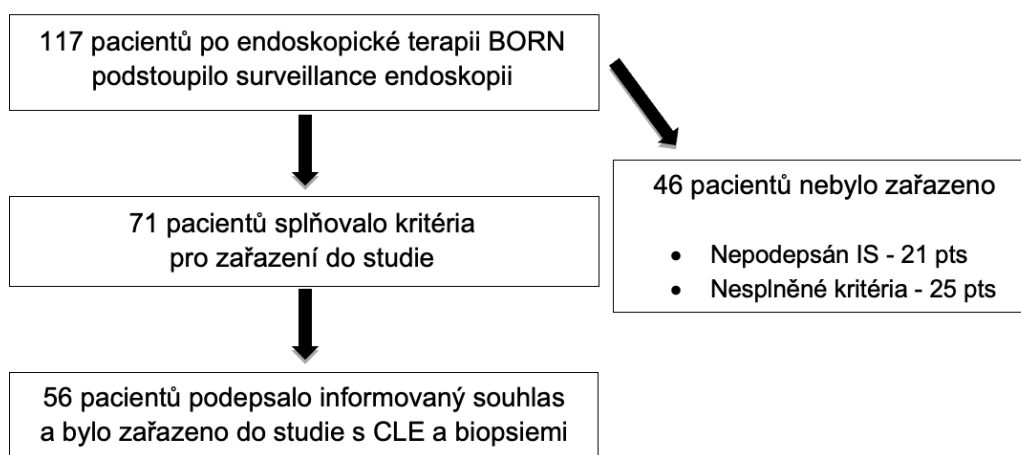 117 pacientů po endoskopické terapii BORN
podstoupilo surveillance endoskopii
46 pacientů nebylo zařazeno
• Nepodepsán IS - 21 pts
• Nesplněné kritéria - 25 pts
71 pacientů splňovalo kritéria
pro zařazení do studie
56 pacientů podepsalo informovaný souhlas
a bylo zařazeno do studie s CLE a biopsiemi